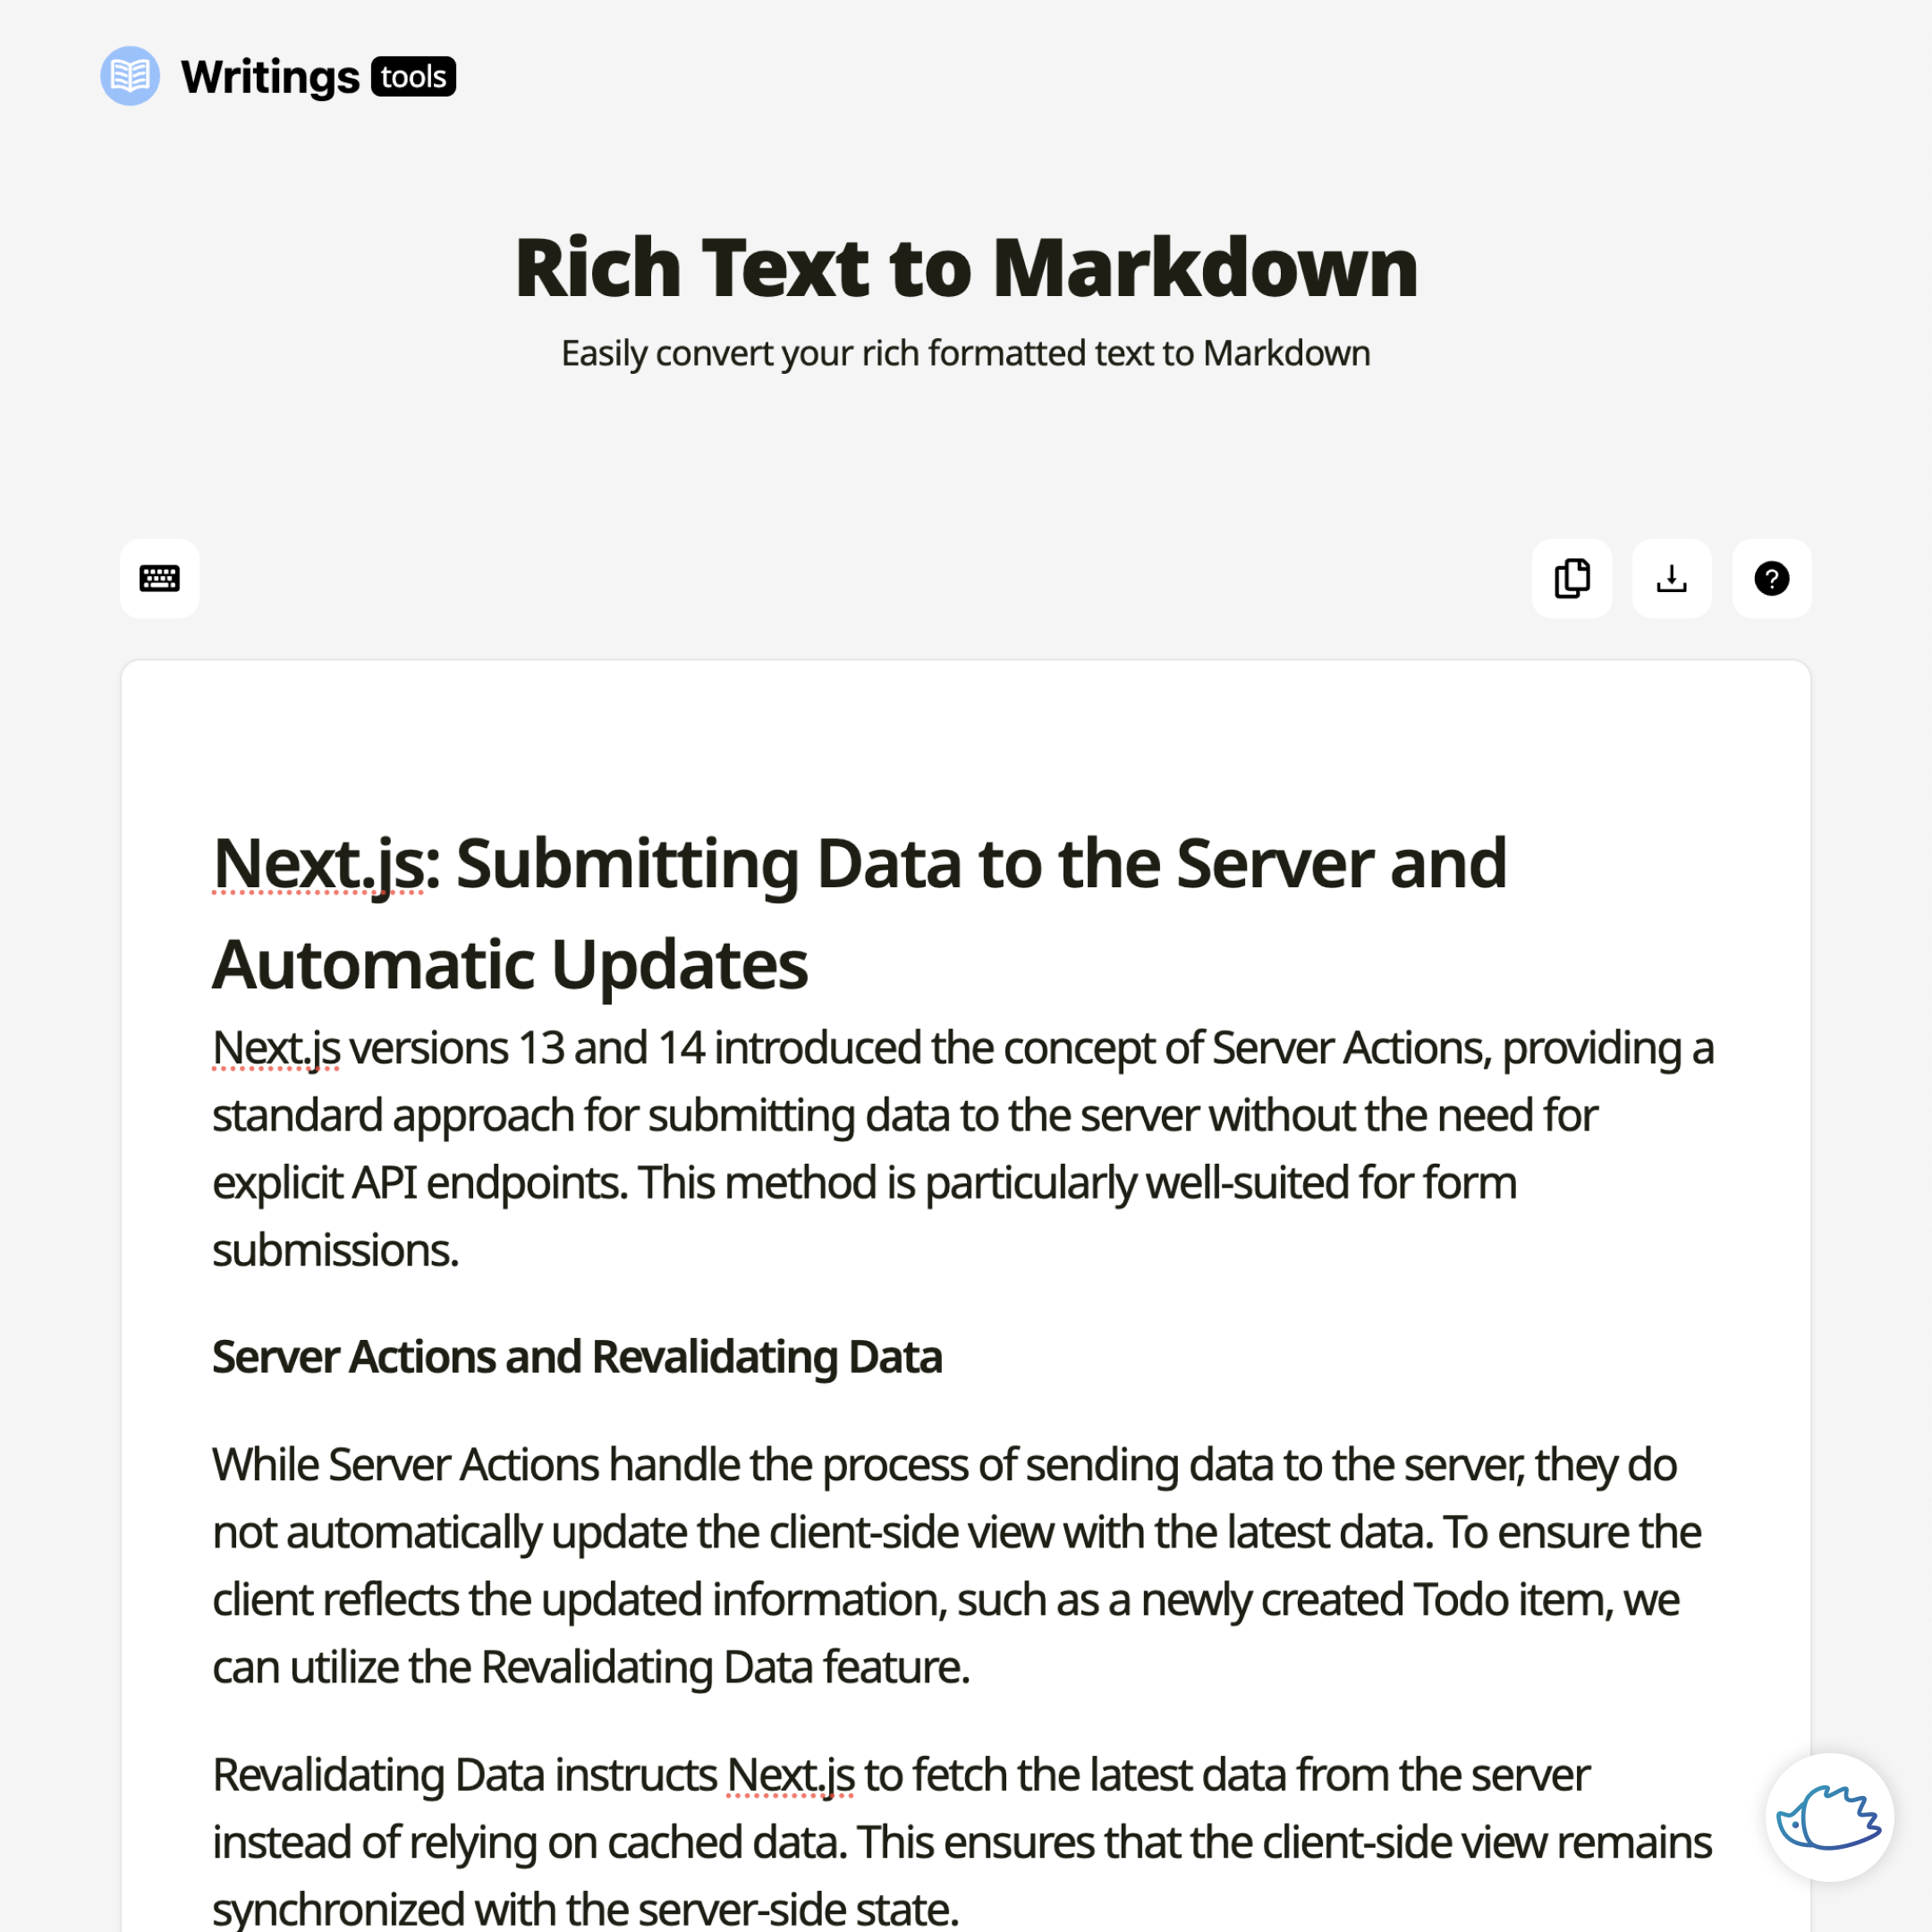 Writings tools
Rich Text to Markdown
Easily convert your rich formatted text to Markdown
Next.js: Submitting Data to the Server and
Automatic Updates
Next.js versions 13 and 14 introduced the concept of Server Actions, providing a
standard approach for submitting data to the server without the need for
explicit API endpoints. This method is particularly well-suited for form
submissions.
Server Actions and Revalidating Data
While Server Actions handle the process of sending data to the server, they do
not automatically update the client-side view with the latest data. To ensure the
client reflects the updated information, such as a newly created Todo item, we
can utilize the Revalidating Data feature.
Revalidating Data instructs Next.js to fetch the latest data from the server
instead of relying on cached data. This ensures that the client-side view remains
synchronized with the server-side state.